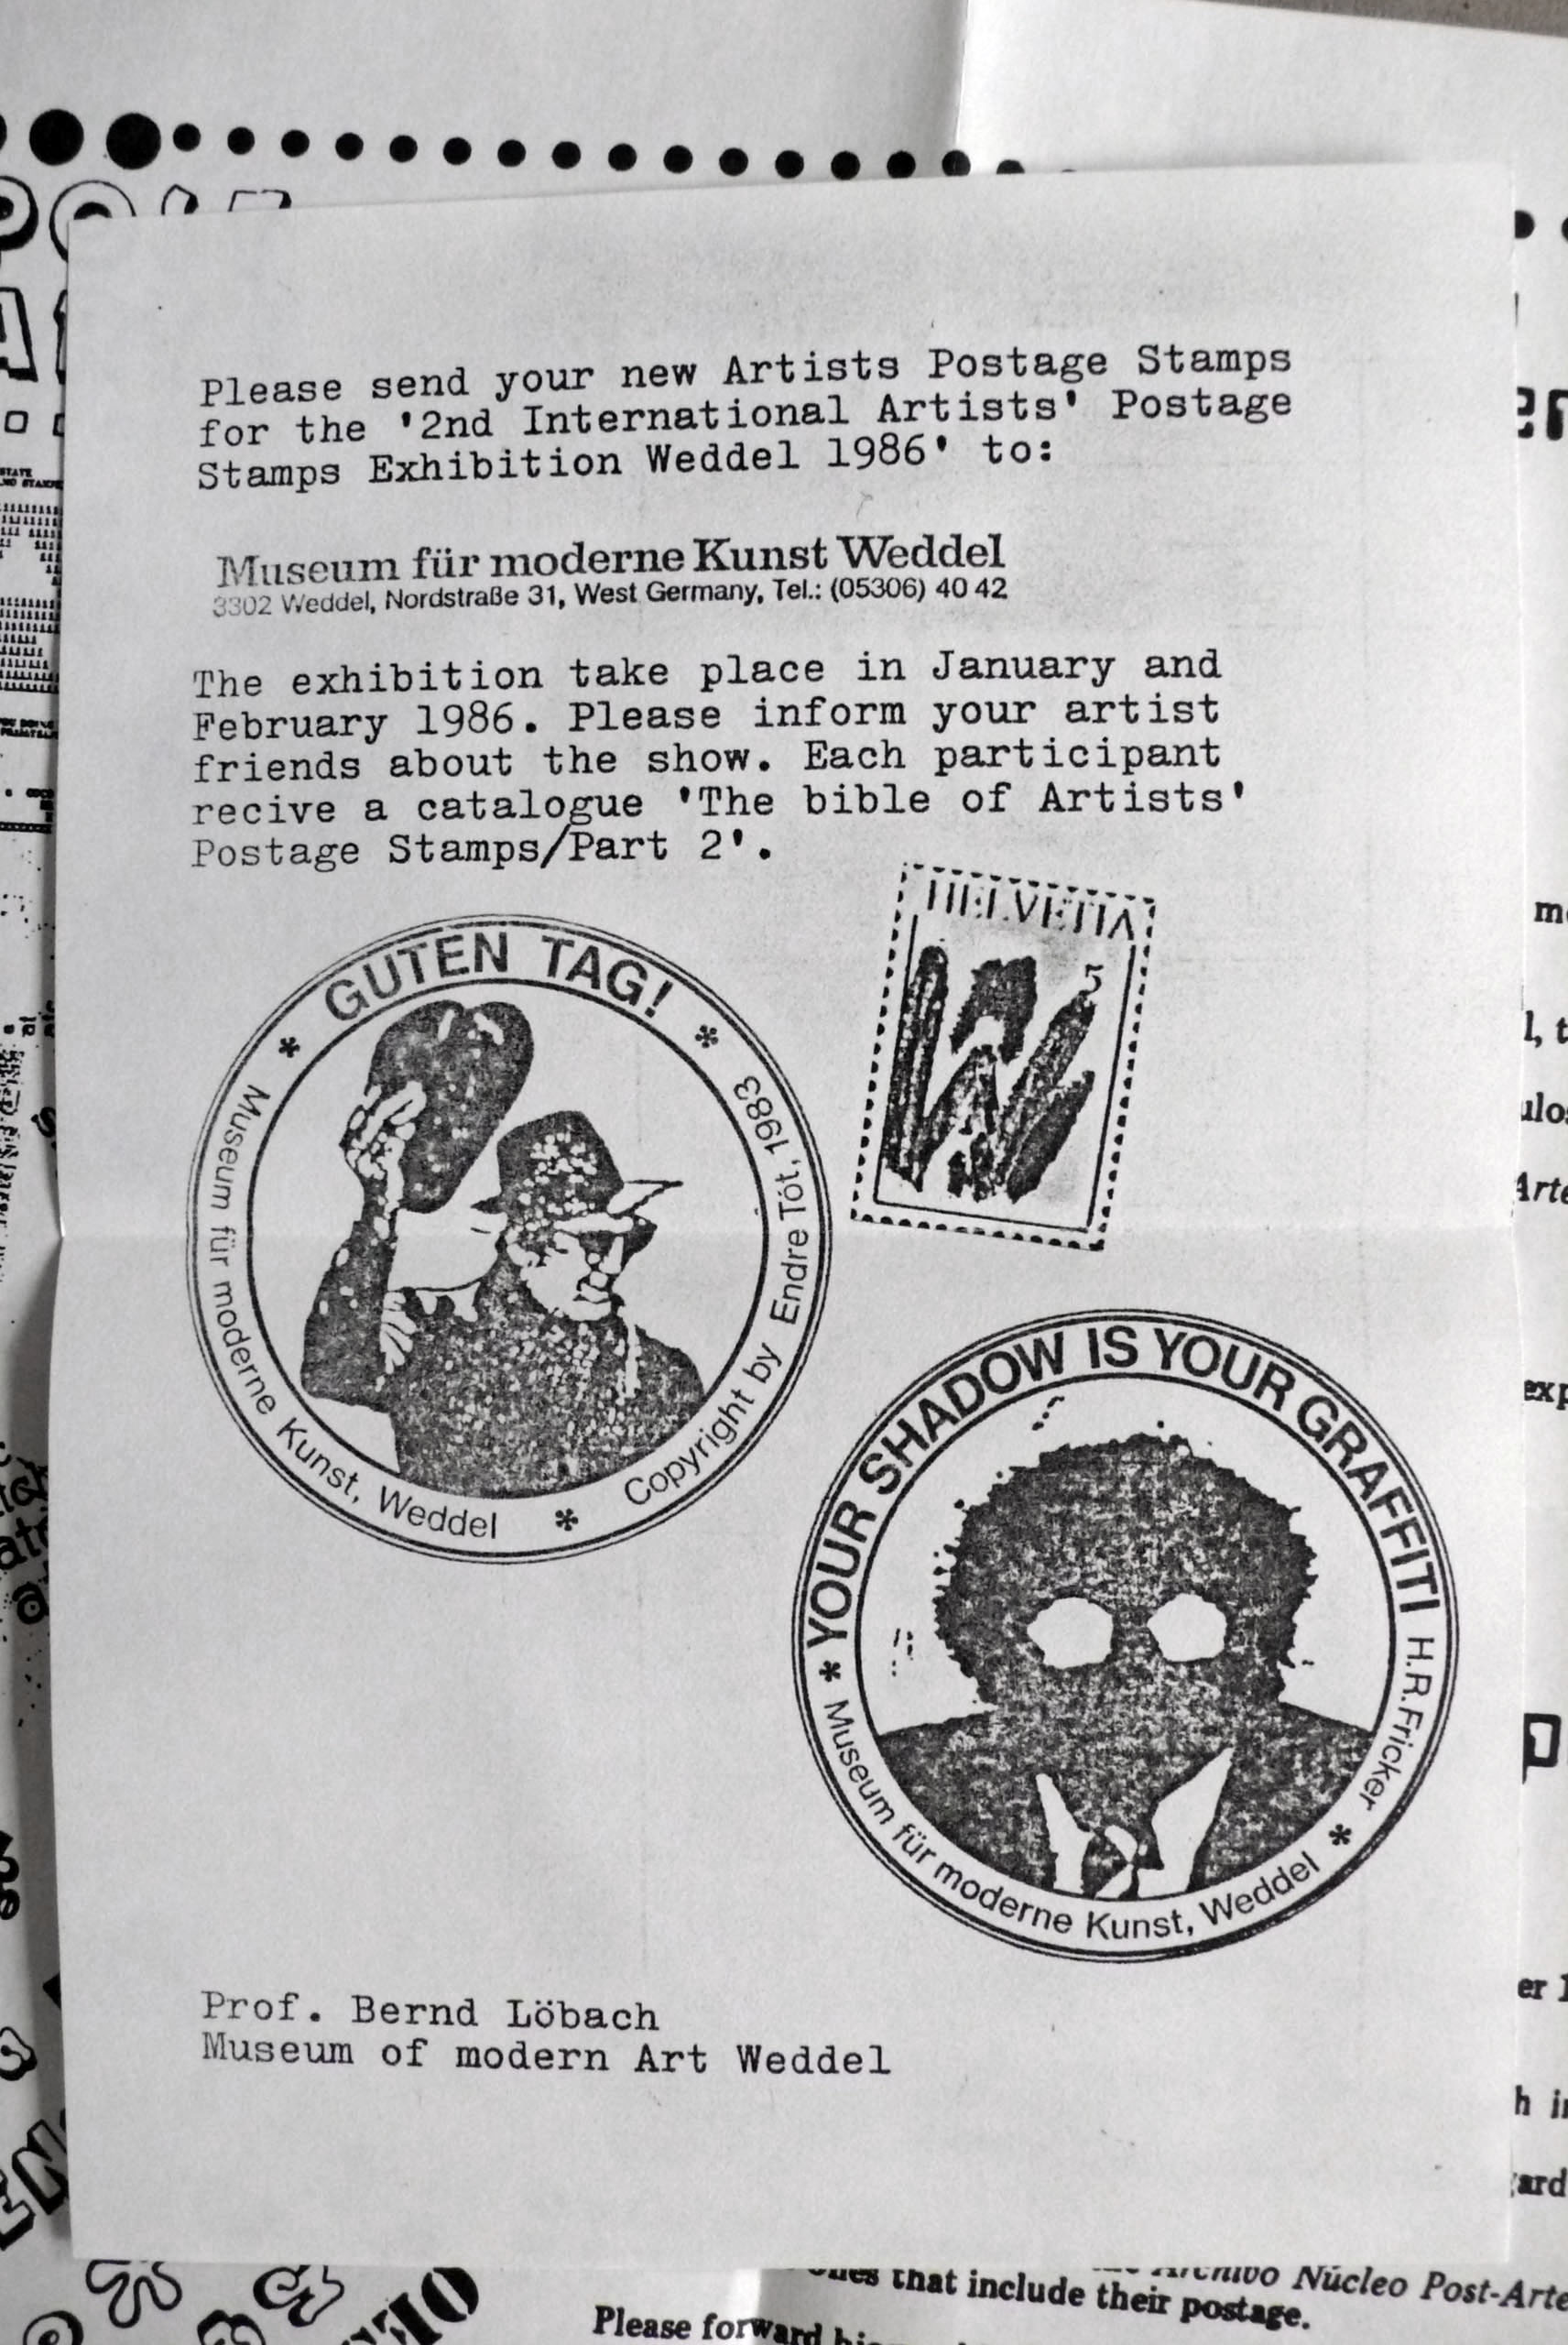 Please send your new Artists Postage Stamps
for the '2nd International Artists' Postage
Stamps Exhibition Weddel 1986' to:
Museum für moderne Kunst Weddel
3302 Weddel, Nordstraße 31, West Germany, Tel.: (05306) 40 42
The exhibition take place in January and
February 1986. Please inform your artist
friends about the show. Each participant
recive a catalogue 'The bible of Artists'
Postage Stamps/Part 2'.
HELVETIA
5
* GUTEN TAG! *
Museum für moderne Kunst, Weddel * Copyright by Endre Tót, 1983
* YOUR SHADOW IS YOUR GRAFFITI H.R. Fricker *
Museum für moderne Kunst, Weddel
Prof. Bernd Löbach
Museum of modern Art Weddel
Archivo Núcleo Post-Arte
that include their postage.
Please forward